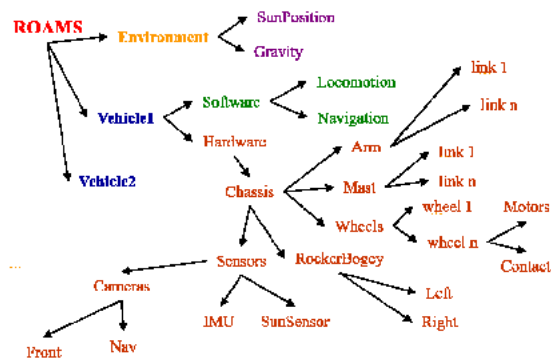 ROAMS
Environment
SunPosition
Gravity
Vehicle1
Software
Locomotion
Navigation
Hardware
Vehicle2
Chassis
Arm
link 1
link n
Mast
link 1
link n
Wheels
wheel 1
wheel n
Motors
Contact
Sensors
RockerBogey
Left
Right
...
Cameras
IMU
SunSensor
Front
Nav